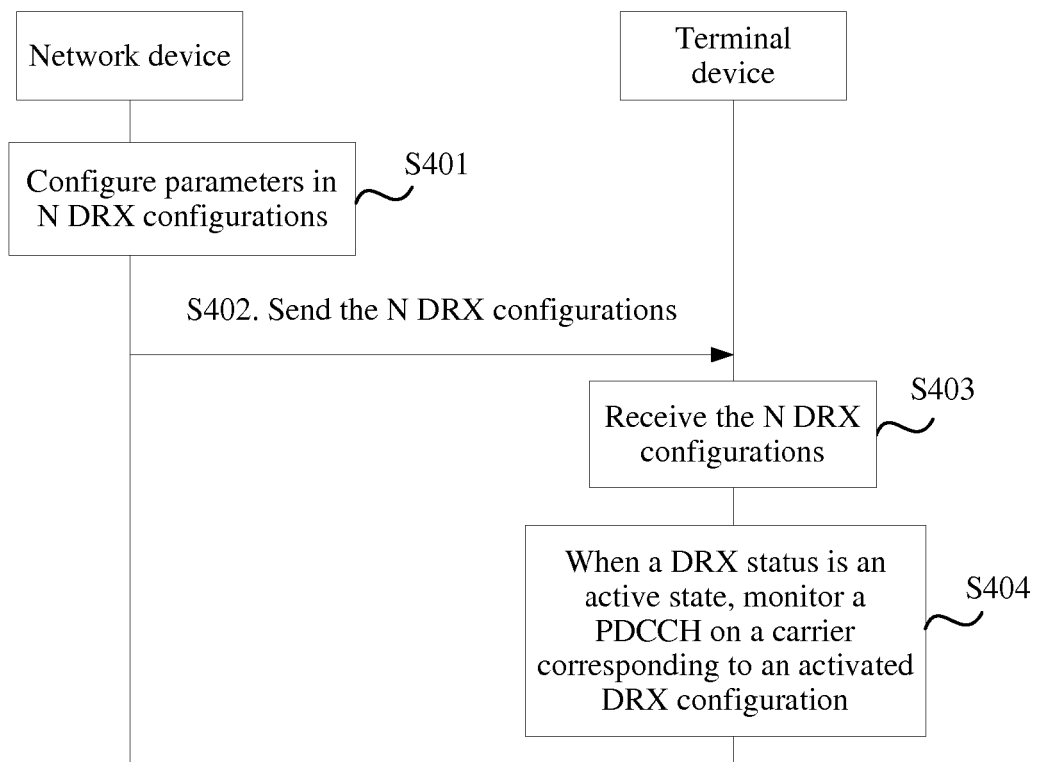 Network device
Terminal
device
Configure parameters in
N DRX configurations
S401
S402. Send the N DRX configurations
Receive the N DRX
configurations
S403
When a DRX status is an
active state, monitor a
PDCCH on a carrier
corresponding to an activated
DRX configuration
S404